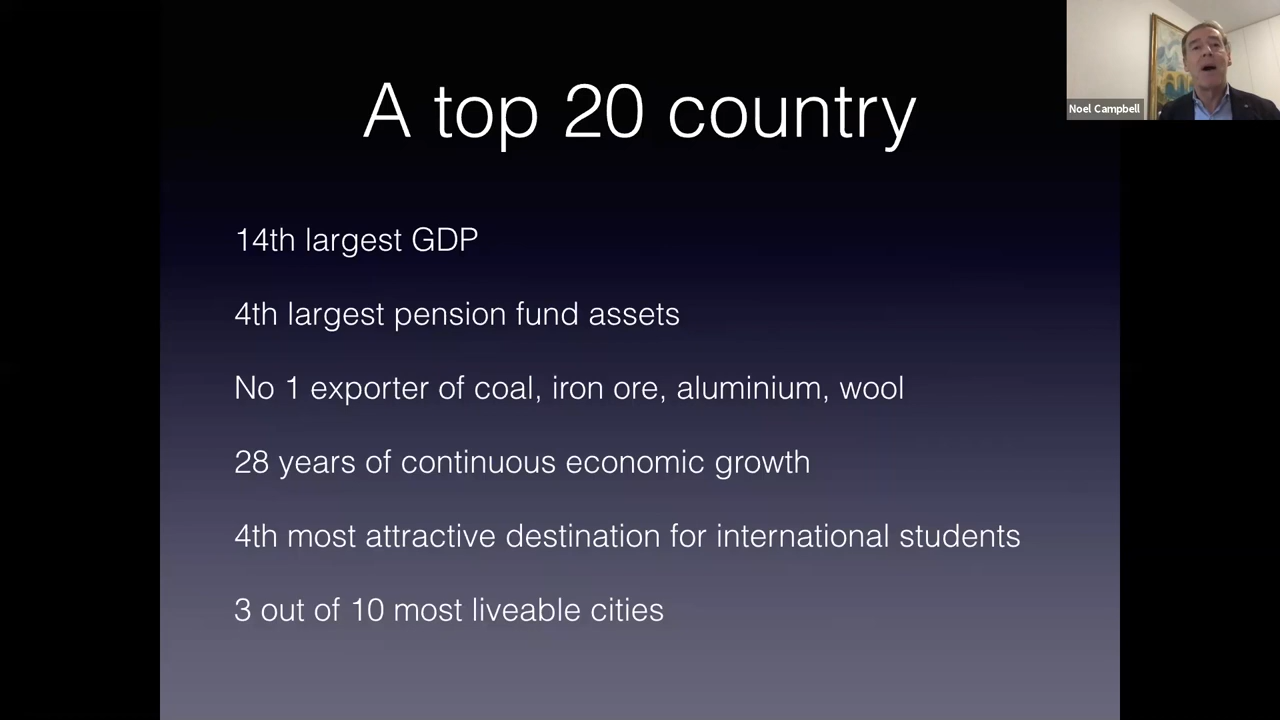 A top 20 country
Noel Campbell
14th largest GDP
4th largest pension fund assets
No 1 exporter of coal, iron ore, aluminium, wool
28 years of continuous economic growth
4th most attractive destination for international students
3 out of 10 most liveable cities